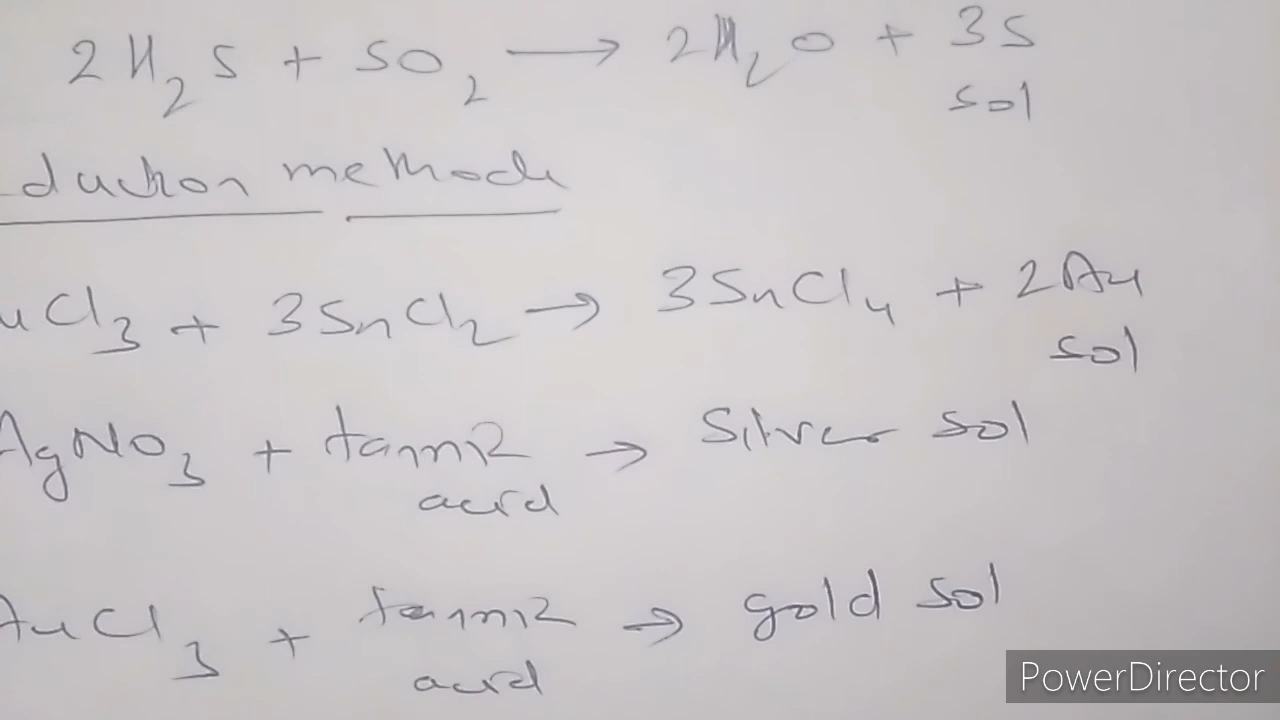 2H₂S + SO₂ → 2H₂O + 3S
sol
duction method
uCl₃ + 3SnCl₂ → 3SnCl₄ + 2Au
sol
AgNO₃ + tannic acid → Silver sol
AuCl₃ + tannic acid → gold sol
PowerDirector